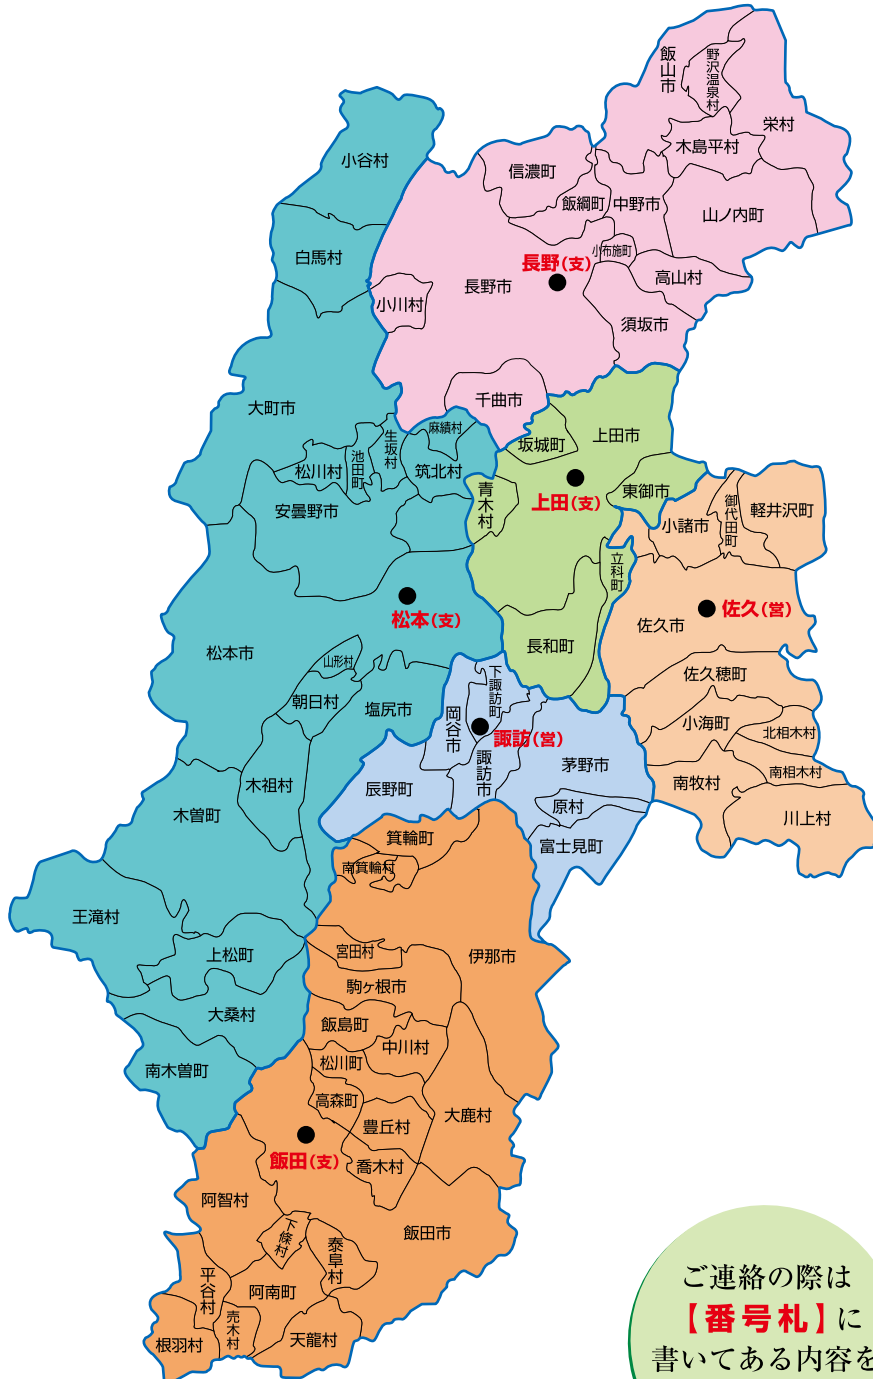 飯山市
野沢温泉村
栄村
木島平村
小谷村
信濃町
飯綱町
中野市
山ノ内町
白馬村
小布施町
長野(支)
長野市
高山村
小川村
須坂市
千曲市
大町市
麻績村
生坂村
坂城町
上田市
松川村
池田町
筑北村
青木村
上田(支)
東御市
安曇野市
小諸市
御代田町
軽井沢町
立科町
松本(支)
佐久(営)
佐久市
長和町
松本市
山形村
朝日村
塩尻市
下諏訪町
岡谷市
諏訪(営)
諏訪市
茅野市
佐久穂町
小海町
北相木村
南相木村
南牧村
川上村
木祖村
辰野町
原村
富士見町
木曽町
箕輪町
南箕輪村
王滝村
上松町
宮田村
伊那市
駒ヶ根市
大桑村
飯島町
中川村
松川町
南木曽町
高森町
豊丘村
大鹿村
飯田(支)
喬木村
阿智村
下條村
泰阜村
飯田市
平谷村
阿南町
売木村
根羽村
天龍村
ご連絡の際は
【番号札】に
書いてある内容を